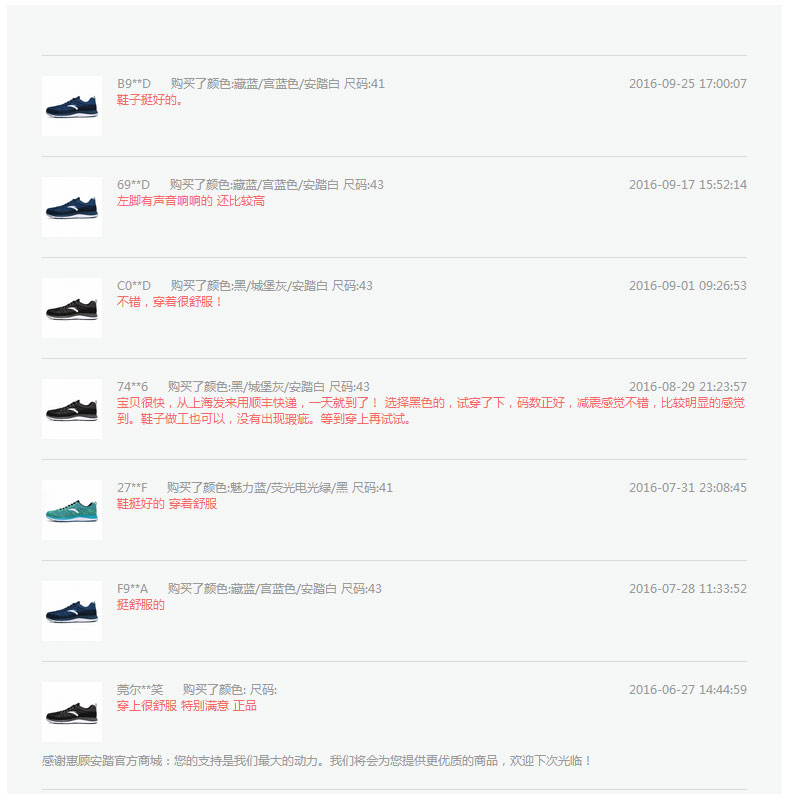 B9**D 购买了颜色:藏蓝/宫蓝色/安踏白 尺码:41 2016-09-25 17:00:07
鞋子挺好的。
69**D 购买了颜色:藏蓝/宫蓝色/安踏白 尺码:43 2016-09-17 15:52:14
左脚有声音响响的 还比较高
C0**D 购买了颜色:黑/城堡灰/安踏白 尺码:43 2016-09-01 09:26:53
不错，穿着很舒服！
74**6 购买了颜色:黑/城堡灰/安踏白 尺码:43 2016-08-29 21:23:57
宝贝很快，从上海发来用顺丰快递，一天就到了！ 选择黑色的，试穿了下，码数正好，减震感觉不错，比较明显的感觉
到。鞋子做工也可以，没有出现瑕疵。等到穿上再试试。
27**F 购买了颜色:魅力蓝/荧光电光绿/黑 尺码:41 2016-07-31 23:08:45
鞋挺好的 穿着舒服
F9**A 购买了颜色:藏蓝/宫蓝色/安踏白 尺码:43 2016-07-28 11:33:52
挺舒服的
莞尔**笑 购买了颜色: 尺码: 2016-06-27 14:44:59
穿上很舒服 特别满意 正品
感谢惠顾安踏官方商城：您的支持是我们最大的动力。我们将会为您提供更优质的商品，欢迎下次光临！